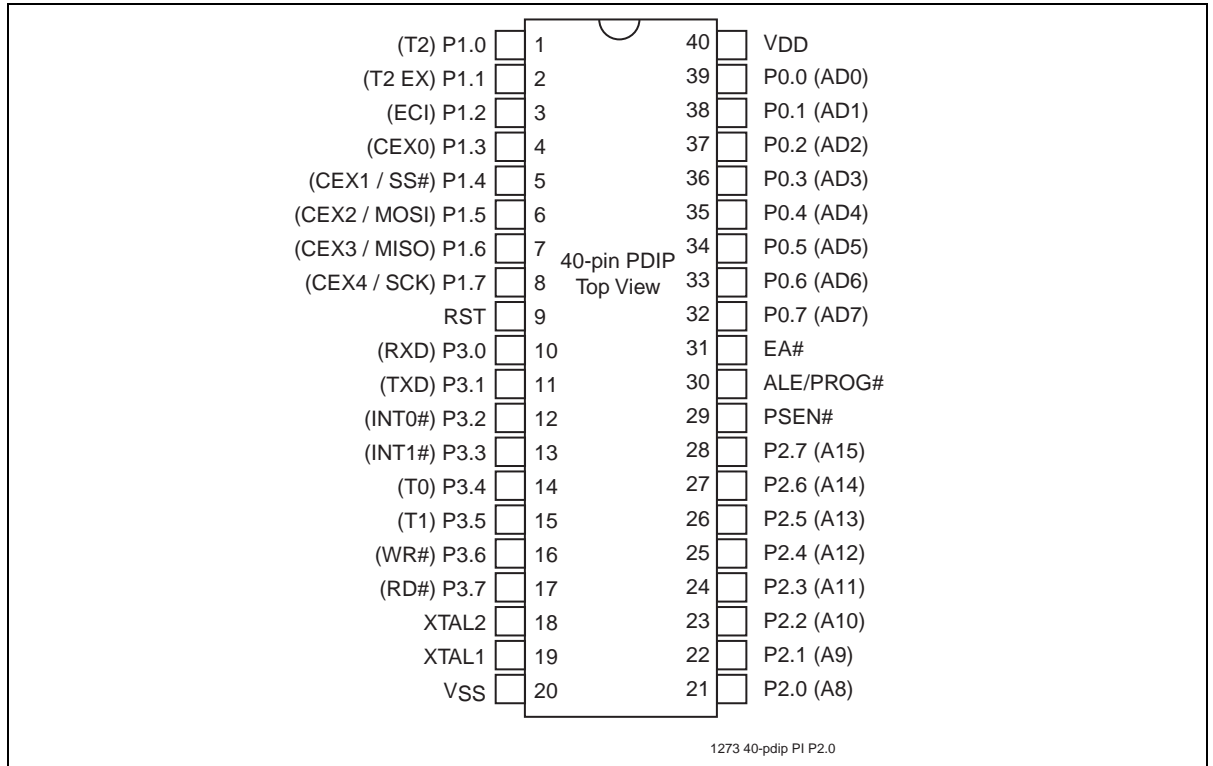 (T2) P1.0 1 40 VDD
(T2 EX) P1.1 2 39 P0.0 (AD0)
(ECI) P1.2 3 38 P0.1 (AD1)
(CEX0) P1.3 4 37 P0.2 (AD2)
(CEX1 / SS#) P1.4 5 36 P0.3 (AD3)
(CEX2 / MOSI) P1.5 6 35 P0.4 (AD4)
(CEX3 / MISO) P1.6 7 34 P0.5 (AD5)
40-pin PDIP
Top View
(CEX4 / SCK) P1.7 8 33 P0.6 (AD6)
RST 9 32 P0.7 (AD7)
(RXD) P3.0 10 31 EA#
(TXD) P3.1 11 30 ALE/PROG#
(INT0#) P3.2 12 29 PSEN#
(INT1#) P3.3 13 28 P2.7 (A15)
(T0) P3.4 14 27 P2.6 (A14)
(T1) P3.5 15 26 P2.5 (A13)
(WR#) P3.6 16 25 P2.4 (A12)
(RD#) P3.7 17 24 P2.3 (A11)
XTAL2 18 23 P2.2 (A10)
XTAL1 19 22 P2.1 (A9)
VSS 20 21 P2.0 (A8)
1273 40-pdip PI P2.0